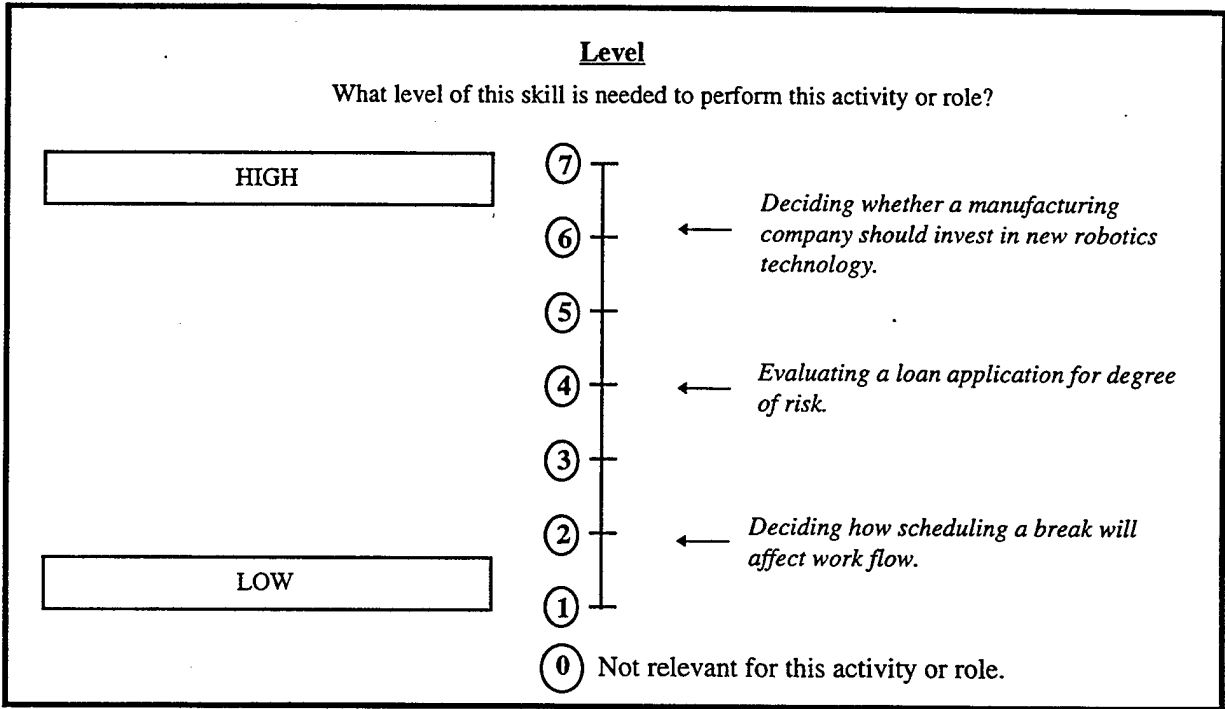 Level
What level of this skill is needed to perform this activity or role?
HIGH
7
6
Deciding whether a manufacturing
company should invest in new robotics
technology.
5
4
Evaluating a loan application for degree
of risk.
3
2
Deciding how scheduling a break will
affect work flow.
LOW
1
0 Not relevant for this activity or role.